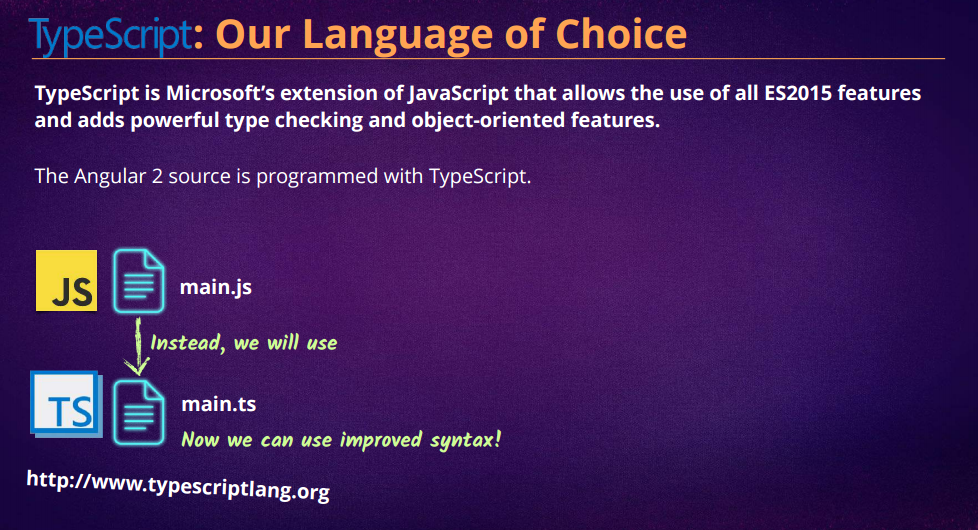 TypeScript: Our Language of Choice
TypeScript is Microsoft's extension of JavaScript that allows the use of all ES2015 features
and adds powerful type checking and object-oriented features.
The Angular 2 source is programmed with TypeScript.
JS
main.js
Instead, we will use
TS
main.ts
Now we can use improved syntax!
http://www.typescriptlang.org